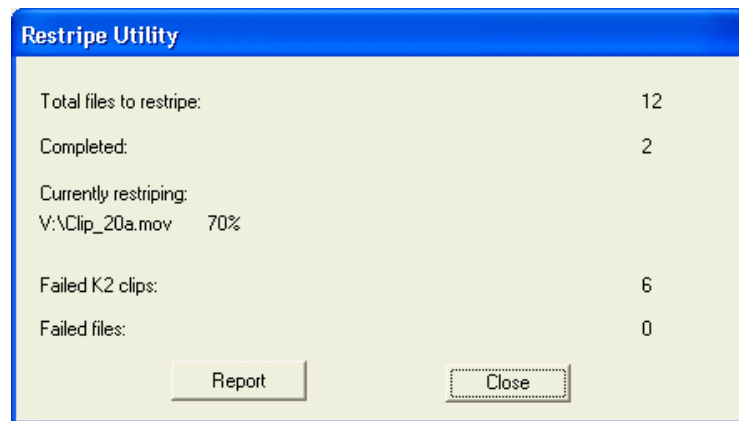 Restripe Utility
Total files to restripe: 12
Completed: 2
Currently restriping:
V:\Clip_20a.mov 70%
Failed K2 clips: 6
Failed files: 0
Report Close